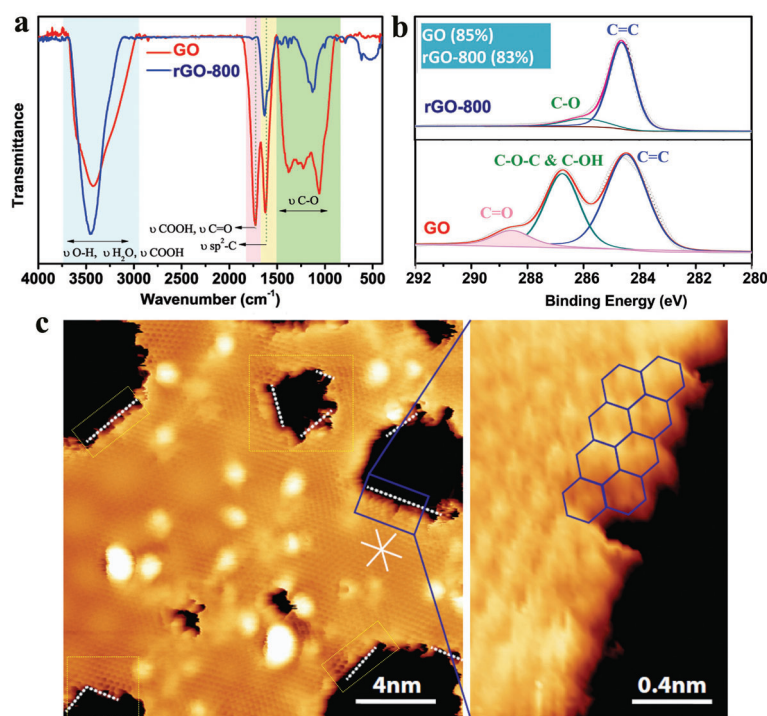 a
GO
rGO-800
Transmittance
υ COOH, υ C=O
υ sp²-C
υ C-O
υ O-H, υ H₂O, υ COOH
4000 3500 3000 2500 2000 1500 1000 500
Wavenumber (cm⁻¹)
b
GO (85%)
rGO-800 (83%)
C=C
C-O
rGO-800
C-O-C & C-OH
C=C
C=O
GO
292 290 288 286 284 282 280
Binding Energy (eV)
c
4nm
0.4nm